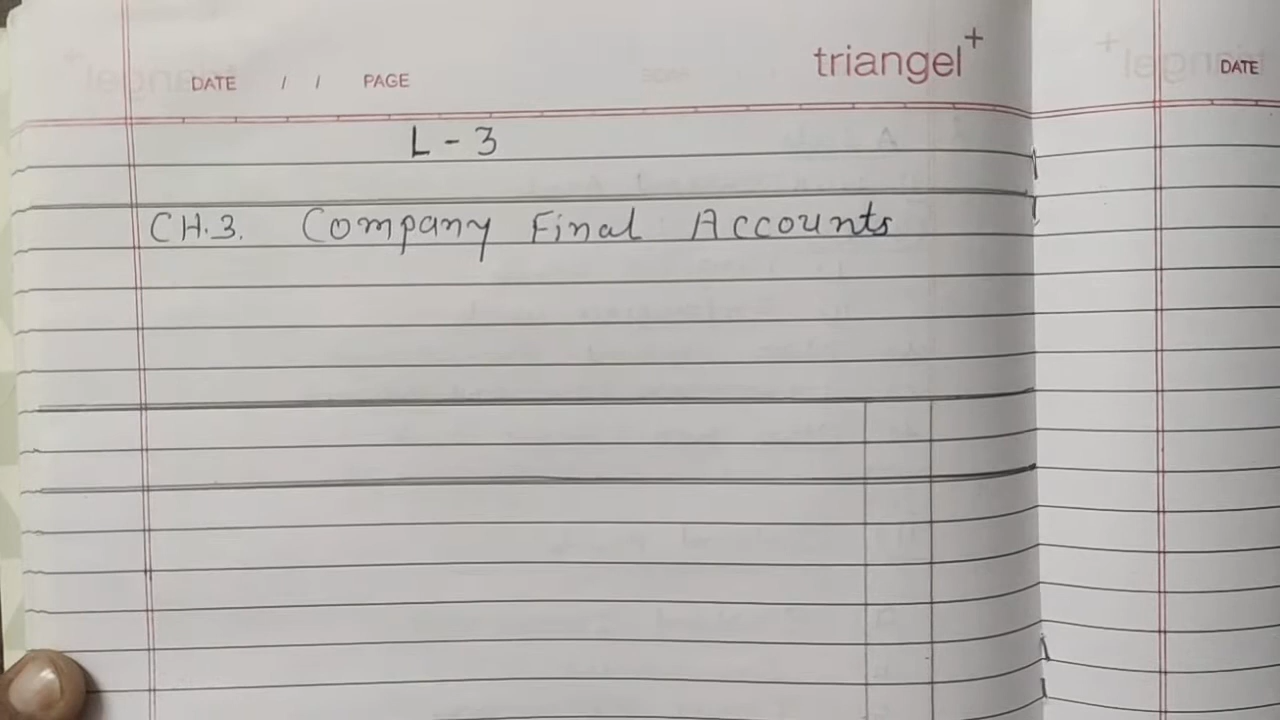 triangel+
DATE / / PAGE
DATE
L - 3
CH.3. Company Final Accounts